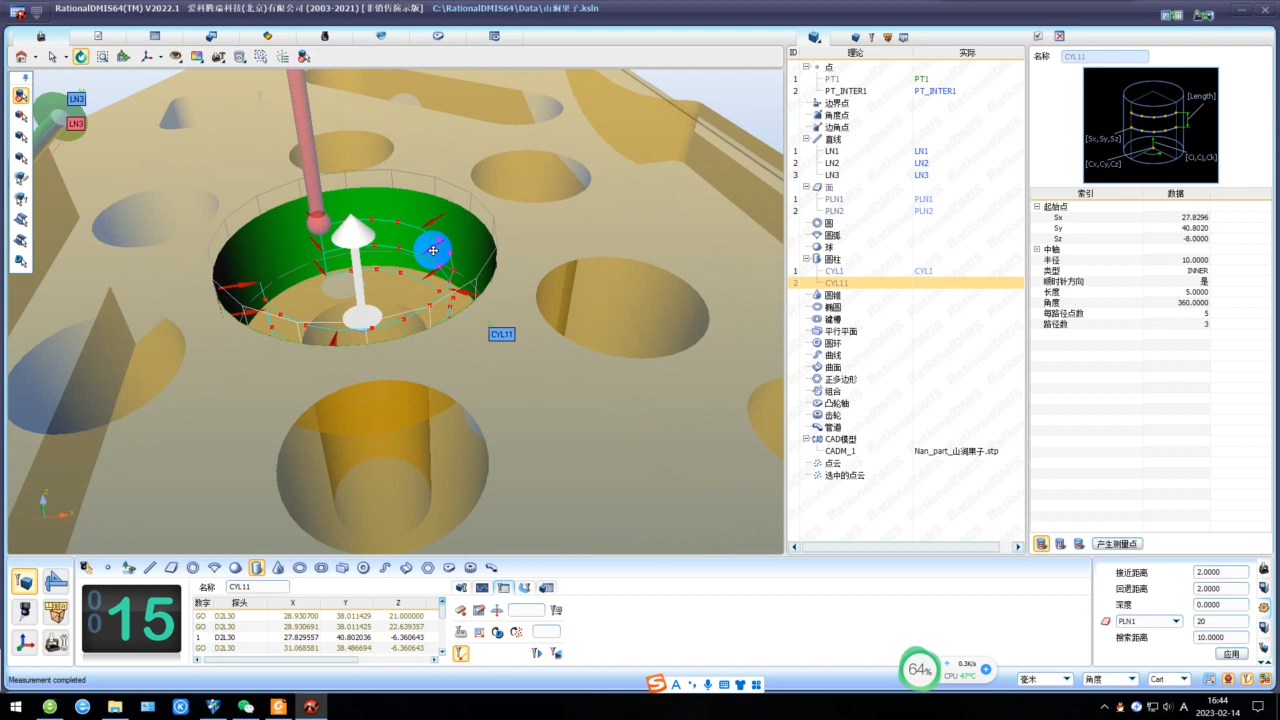 RationalDMIS64(TM) V2022.1 爱科腾瑞科技(北京)有限公司 (2003-2021) [非销售演示版] C:\RationalDMIS64\Data\山涧果子.ksln
LN3
LN3
CYL11
Z
X
ID 理论 实际
点
1 PT1 PT1
2 PT_INTER1 PT_INTER1
边界点
角度点
边角点
直线
1 LN1 LN1
2 LN2 LN2
3 LN3 LN3
面
1 PLN1 PLN1
2 PLN2 PLN2
圆
圆弧
球
圆柱
1 CYL1 CYL1
2 CYL11
圆锥
椭圆
键槽
平行平面
圆环
曲线
曲面
正多边形
组合
凸轮轴
齿轮
管道
CAD模型
CADM_1 Nan_part_山涧果子.stp
点云
选中的点云
名称 CYL11
[Length]
[Sx,Sy,Sz]
[Ci,Cj,Ck]
[Cx,Cy,Cz]
索引 数据
起始点
Sx 27.8296
Sy 40.8020
Sz -8.0000
中轴
半径 10.0000
类型 INNER
顺时针方向 是
长度 5.0000
角度 360.0000
每路径点数 5
路径数 3
产生测量点
0
0 15
名称 CYL11
数字 探头 X Y Z
GO D2L30 28.930700 38.011429 21.000000
GO D2L30 28.930691 38.011425 22.639357
1 D2L30 27.829557 40.802036 -6.360643
GO D2L30 31.068581 38.486694 -6.360643
接近距离 2.0000
回退距离 2.0000
深度 0.0000
PLN1 20
搜索距离 10.0000
应用
Measurement completed
64%
0.3K/s
CPU 47°C
毫米 角度 Cart
16:44
2023-02-14